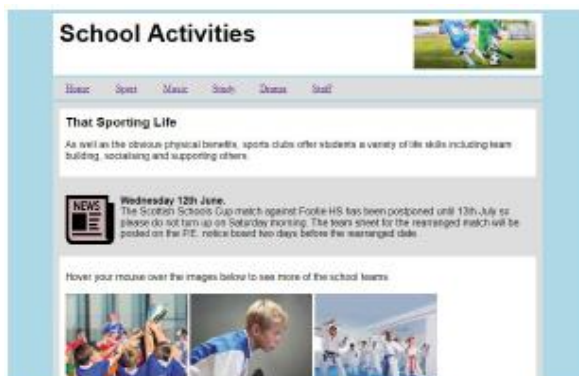 School Activities
Home Sport Music Study Drama Staff
That Sporting Life
As well as the obvious physical benefits, sports clubs offer students a variety of life skills including team
building, socialising and supporting others.
NEWS
Wednesday 12th June.
The Scottish Schools Cup match against Footie HS has been postponed until 13th July so
please do not turn up on Saturday morning. The team sheet for the rearranged match will be
posted on the P.E. notice board two days before the rearranged date.
Hover your mouse over the images below to see more of the school teams